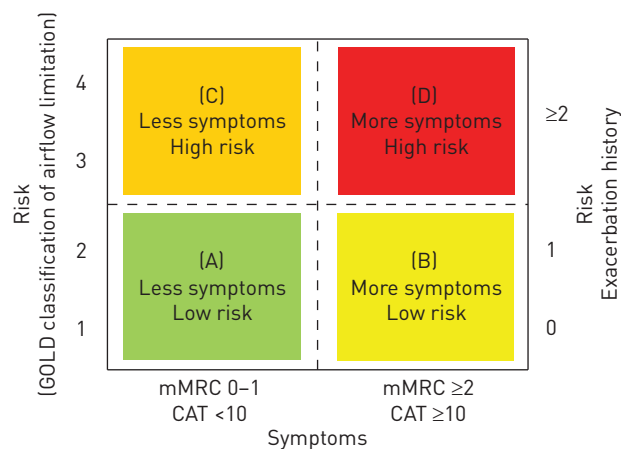 Risk
(GOLD classification of airflow limitation)
4
3
2
1
(C)
Less symptoms
High risk
(D)
More symptoms
High risk
(A)
Less symptoms
Low risk
(B)
More symptoms
Low risk
≥2
1
0
Risk
Exacerbation history
mMRC 0–1
CAT <10
mMRC ≥2
CAT ≥10
Symptoms